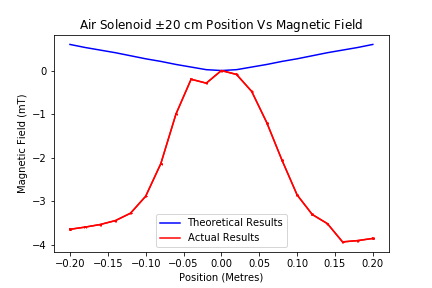 Air Solenoid ±20 cm Position Vs Magnetic Field
Magnetic Field (mT)
0
−1
−2
−3
−4
Theoretical Results
Actual Results
−0.20 −0.15 −0.10 −0.05 0.00 0.05 0.10 0.15 0.20
Position (Metres)